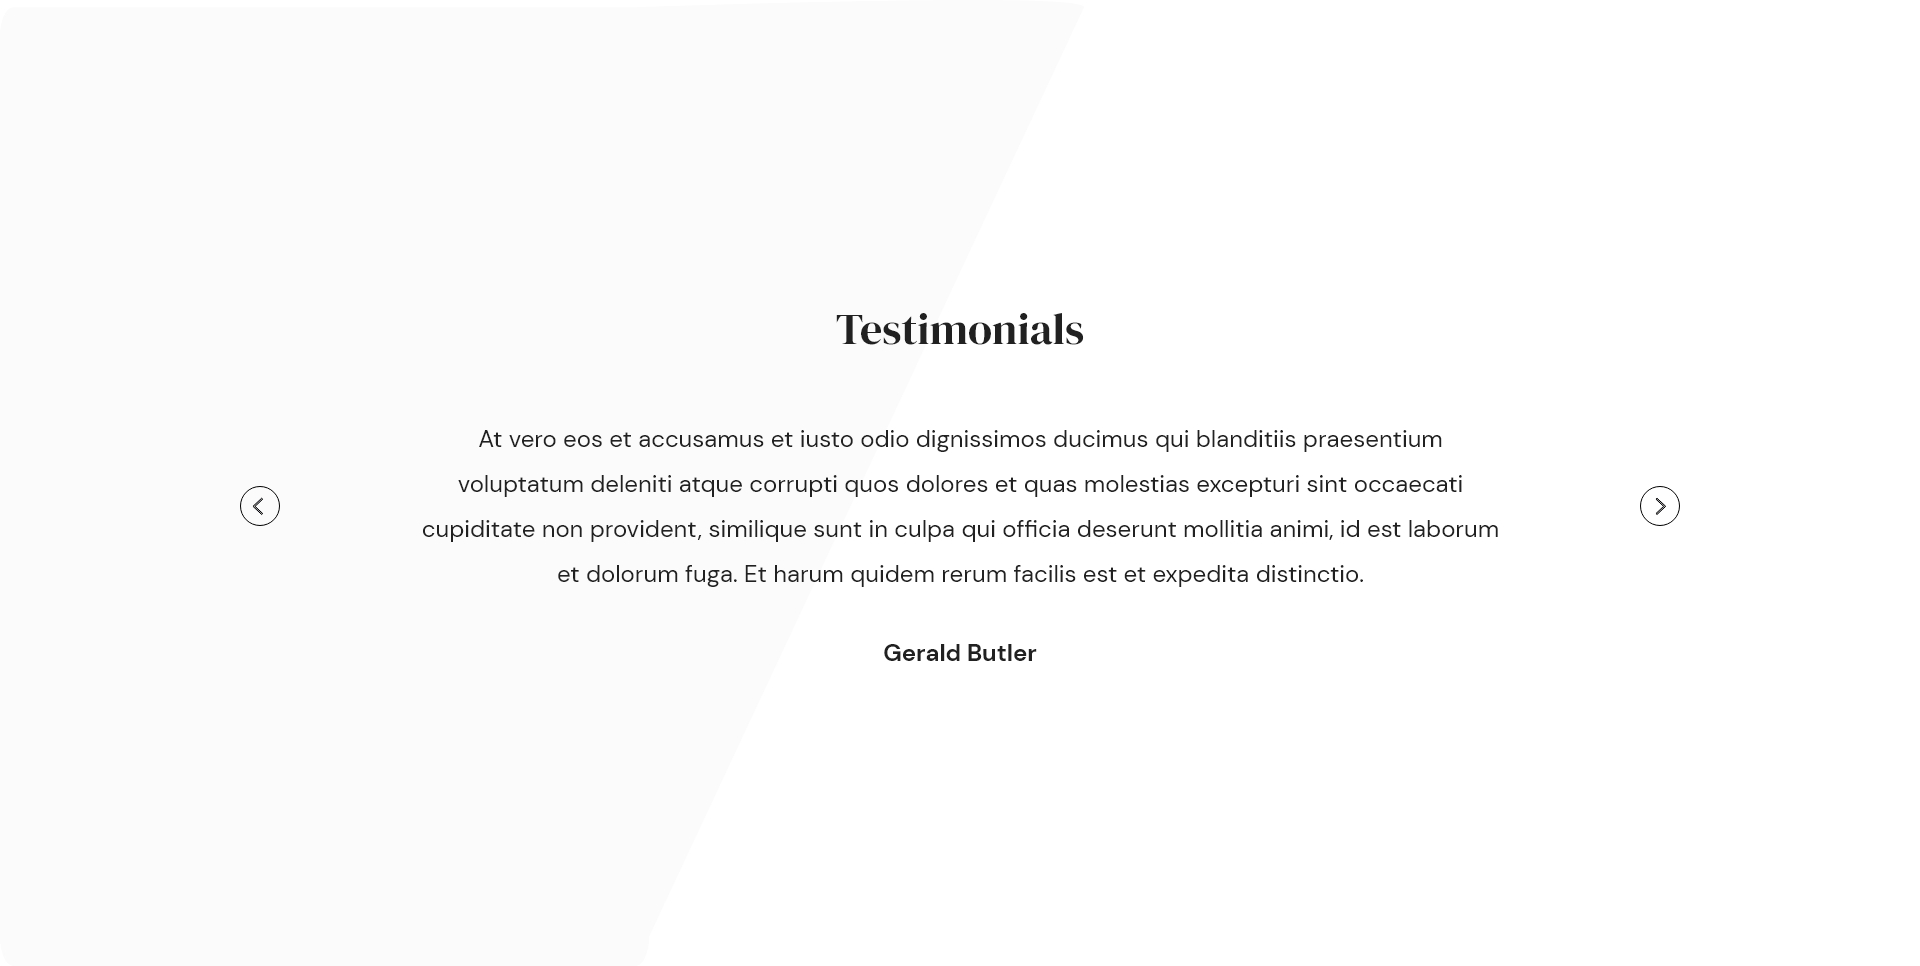 Testimonials
At vero eos et accusamus et iusto odio dignissimos ducimus qui blanditiis praesentium
voluptatum deleniti atque corrupti quos dolores et quas molestias excepturi sint occaecati
cupiditate non provident, similique sunt in culpa qui officia deserunt mollitia animi, id est laborum
et dolorum fuga. Et harum quidem rerum facilis est et expedita distinctio.
Gerald Butler